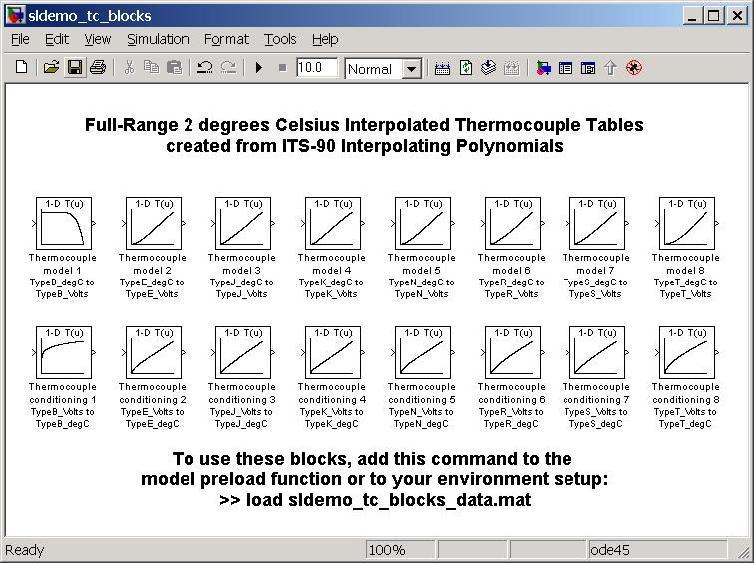 sldemo_tc_blocks
File Edit View Simulation Format Tools Help
10.0 Normal
Full-Range 2 degrees Celsius Interpolated Thermocouple Tables
created from ITS-90 Interpolating Polynomials
1-D T(u) 1-D T(u) 1-D T(u) 1-D T(u) 1-D T(u) 1-D T(u) 1-D T(u) 1-D T(u)
Thermocouple Thermocouple Thermocouple Thermocouple Thermocouple Thermocouple Thermocouple Thermocouple
model 1 model 2 model 3 model 4 model 5 model 6 model 7 model 8
TypeD_degC to TypeE_degC to TypeJ_degC to TypeK_degC to TypeN_degC to TypeR_degC to TypeS_degC to TypeT_degC to
TypeB_Volts TypeE_Volts TypeJ_Volts TypeK_Volts TypeN_Volts TypeR_Volts TypeS_Volts TypeT_Volts
1-D T(u) 1-D T(u) 1-D T(u) 1-D T(u) 1-D T(u) 1-D T(u) 1-D T(u) 1-D T(u)
Thermocouple Thermocouple Thermocouple Thermocouple Thermocouple Thermocouple Thermocouple Thermocouple
conditioning 1 conditioning 2 conditioning 3 conditioning 4 conditioning 5 conditioning 6 conditioning 7 conditioning 8
TypeB_Volts to TypeE_Volts to TypeJ_Volts to TypeK_Volts to TypeN_Volts to TypeR_Volts to TypeS_Volts to TypeT_Volts to
TypeB_degC TypeE_degC TypeJ_degC TypeK_degC TypeN_degC TypeR_degC TypeS_degC TypeT_degC
To use these blocks, add this command to the
model preload function or to your environment setup:
>> load sldemo_tc_blocks_data.mat
Ready 100% ode45